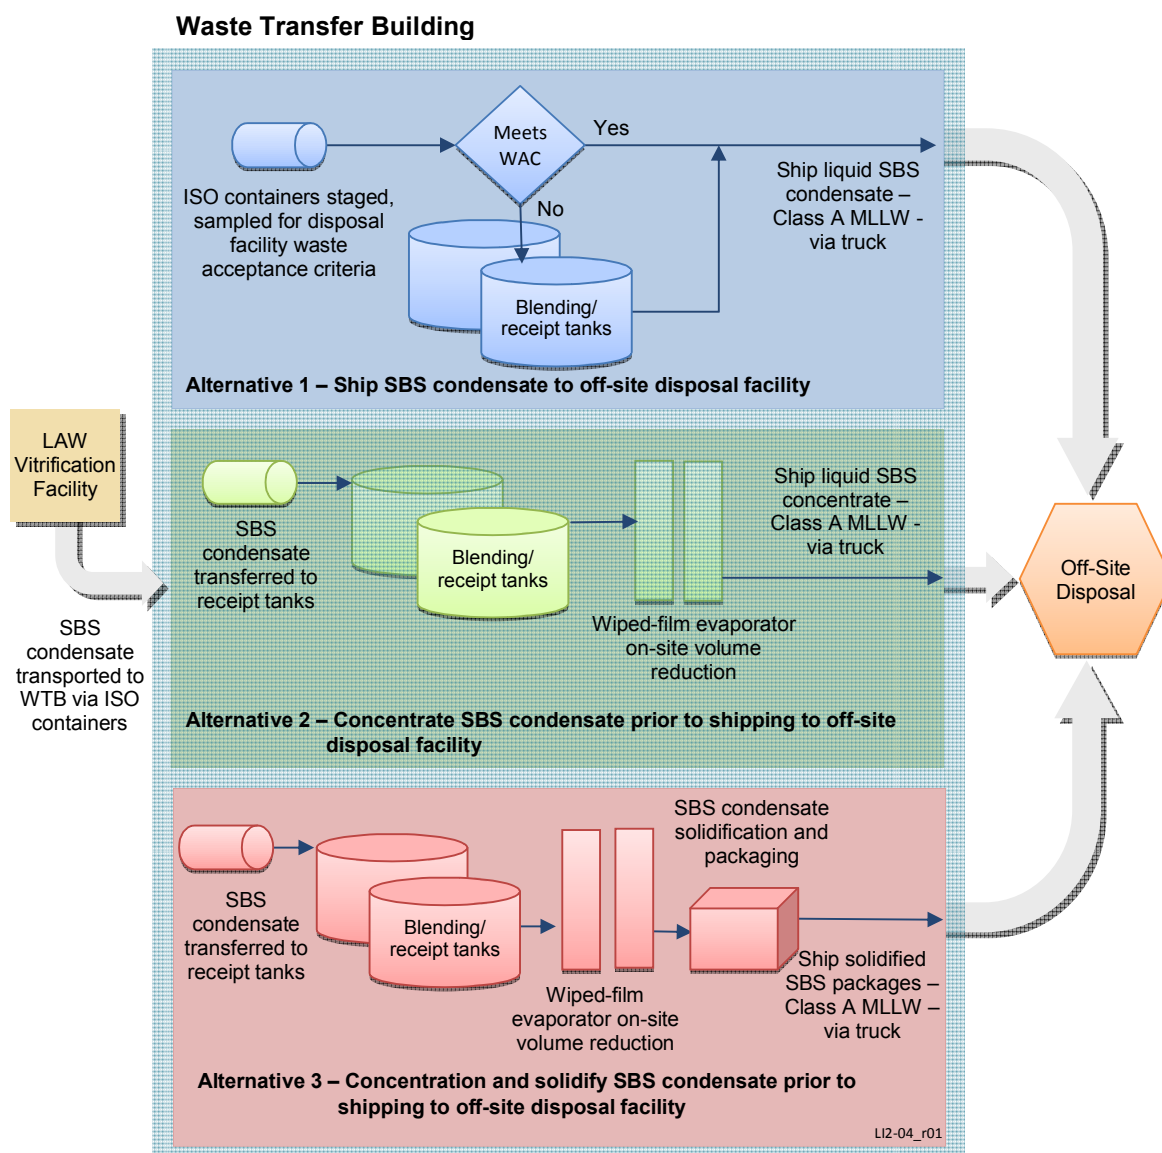 Waste Transfer Building
Meets
WAC
Yes
No
ISO containers staged,
sampled for disposal
facility waste
acceptance criteria
Blending/
receipt tanks
Ship liquid SBS
condensate –
Class A MLLW -
via truck
Alternative 1 – Ship SBS condensate to off-site disposal facility
LAW
Vitrification
Facility
SBS
condensate
transported to
WTB via ISO
containers
SBS
condensate
transferred to
receipt tanks
Blending/
receipt tanks
Wiped-film evaporator
on-site volume
reduction
Ship liquid SBS
concentrate –
Class A MLLW -
via truck
Alternative 2 – Concentrate SBS condensate prior to shipping to off-site
disposal facility
Off-Site
Disposal
SBS
condensate
transferred to
receipt tanks
Blending/
receipt tanks
Wiped-film
evaporator on-site
volume reduction
SBS condensate
solidification and
packaging
Ship solidified
SBS packages –
Class A MLLW –
via truck
Alternative 3 – Concentration and solidify SBS condensate prior to
shipping to off-site disposal facility
LI2-04_r01